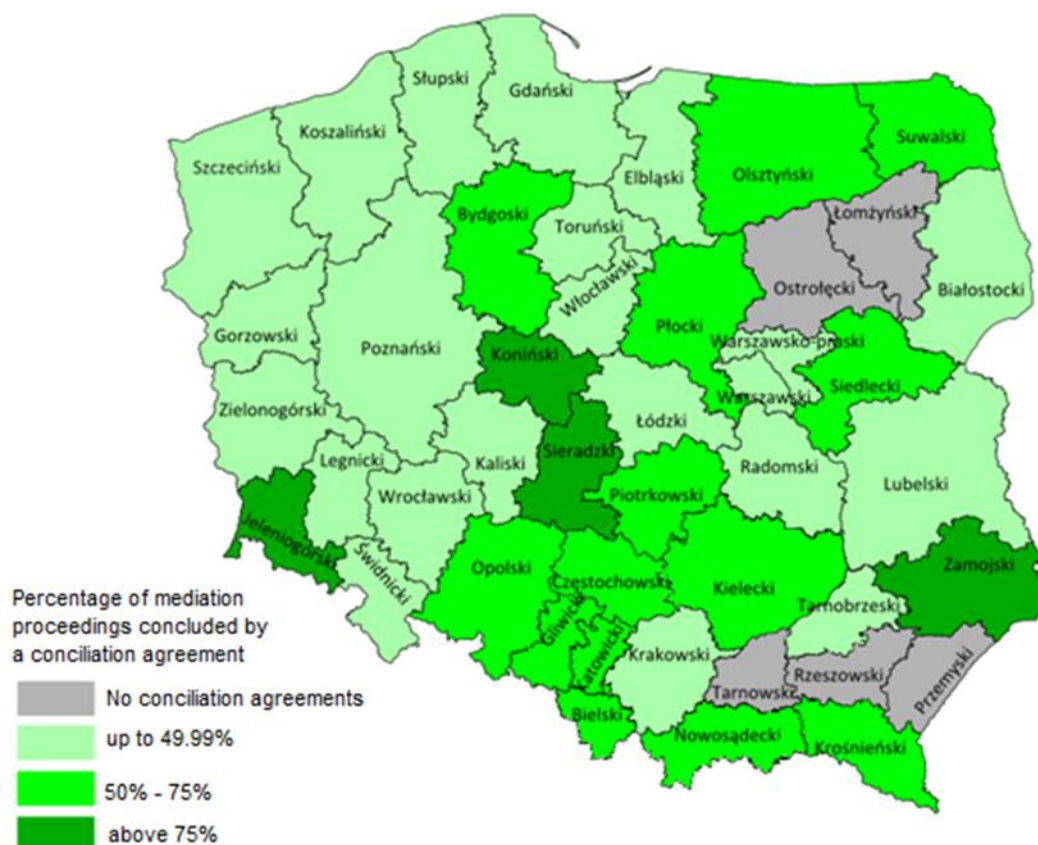 Słupski
Gdański
Koszaliński
Suwalski
Szczeciński
Olsztyński
Elbląski
Bydgoski
Łomżyński
Toruński
Włocławski
Ostrołęcki
Białostocki
Płocki
Gorzowski
Warszawsko-praski
Poznański
Koniński
Siedlecki
Warszawski
Zielonogórski
Łódzki
Sieradzki
Legnicki
Kaliski
Radomski
Lubelski
Wrocławski
Piotrkowski
Jeleniogórski
Świdnicki
Opolski
Częstochowski
Kielecki
Zamojski
Tarnobrzeski
Gliwicki
Katowicki
Krakowski
Rzeszowski
Tarnowski
Przemyski
Bielski
Nowosądecki
Krośnieński
Percentage of mediation
proceedings concluded by
a conciliation agreement
No conciliation agreements
up to 49.99%
50% - 75%
above 75%